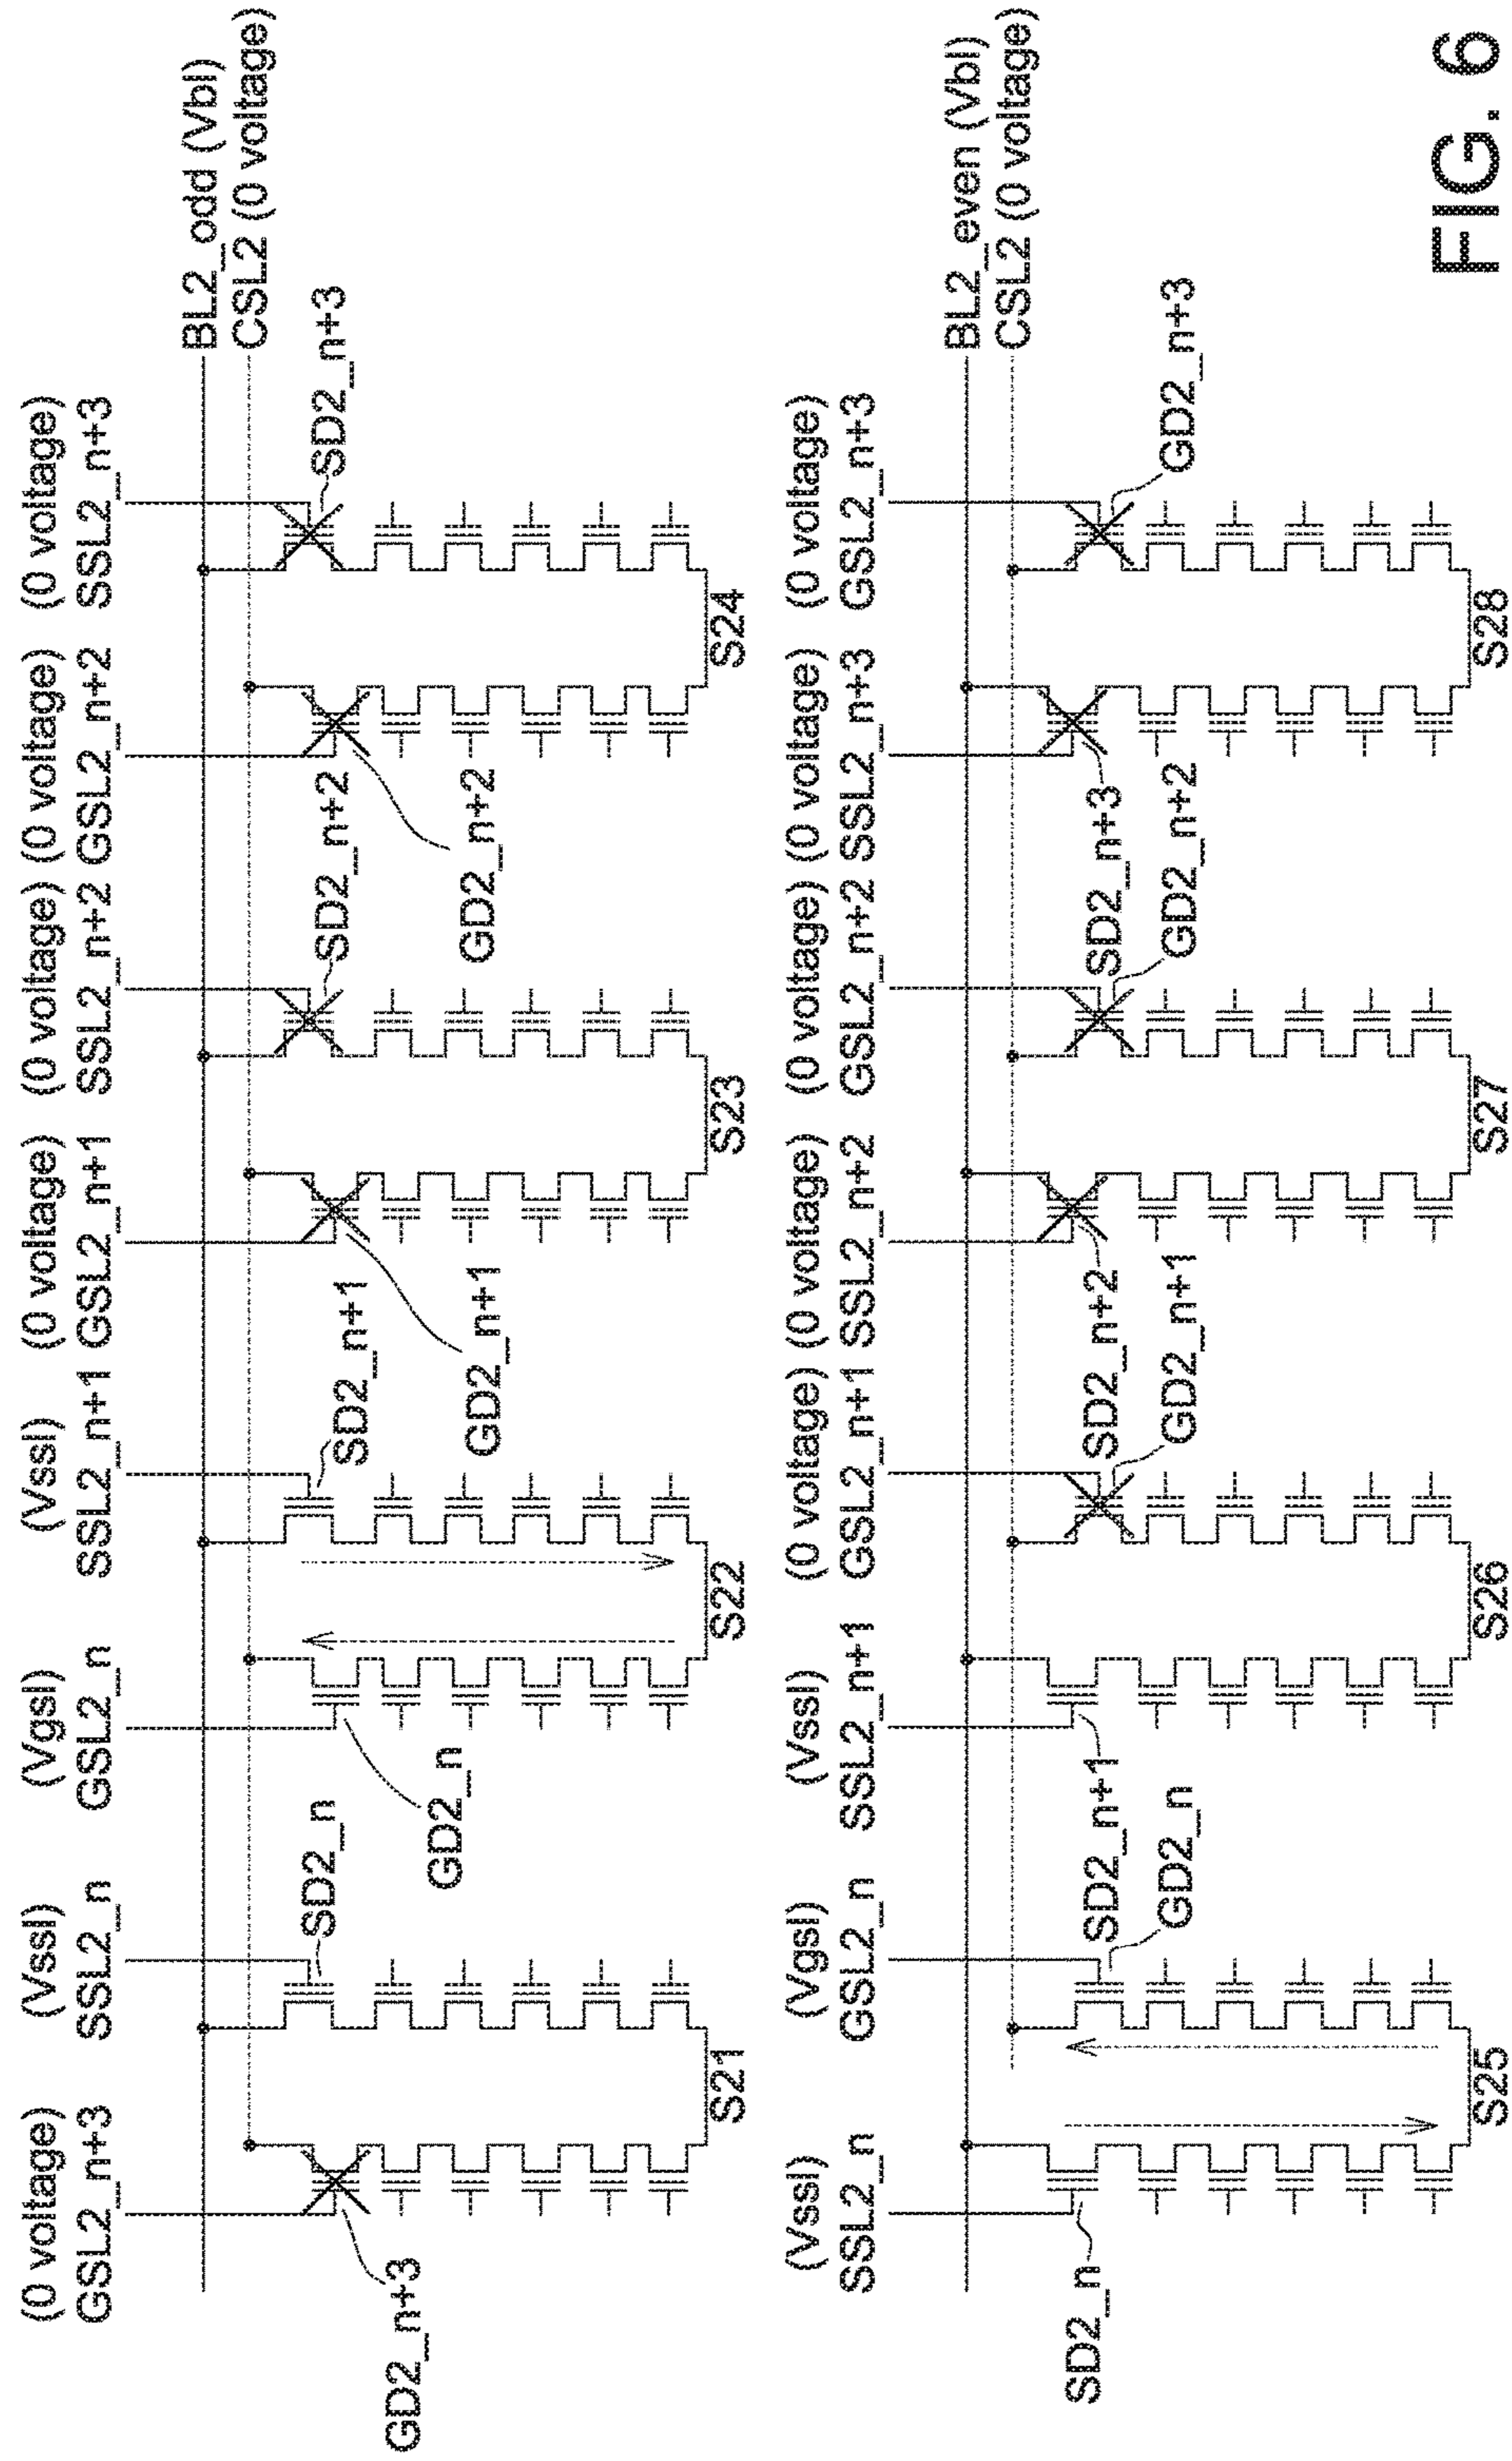 (0 voltage) (Vssl) (Vgsl) (Vssl) (0 voltage) (0 voltage) (0 voltage) (0 voltage)
GSL2_n+3 SSL2_n GSL2_n SSL2_n+1 GSL2_n+1 SSL2_n+2 GSL2_n+2 SSL2_n+3
BL2_odd (Vbl)
CSL2 (0 voltage)
SD2_n
SD2_n+1
SD2_n+2
SD2_n+3
GD2_n+3
GD2_n
GD2_n+1
GD2_n+2
S21
S22
S23
S24
(Vssl) (Vgsl) (Vssl) (0 voltage) (0 voltage) (0 voltage) (0 voltage) (0 voltage)
SSL2_n GSL2_n SSL2_n+1 GSL2_n+1 SSL2_n+2 GSL2_n+2 SSL2_n+3 GSL2_n+3
BL2_even (Vbl)
CSL2 (0 voltage)
SD2_n
SD2_n+1
SD2_n+2
SD2_n+3
GD2_n
GD2_n+1
GD2_n+2
GD2_n+3
S25
S26
S27
S28
FIG. 6